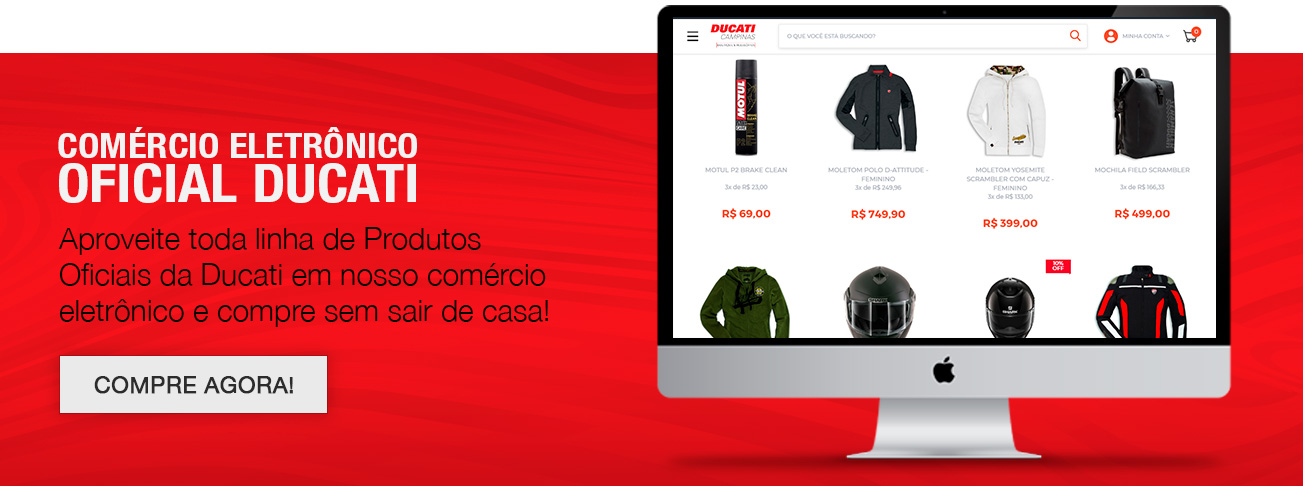 COMÉRCIO ELETRÔNICO
OFICIAL DUCATI
Aproveite toda linha de Produtos
Oficiais da Ducati em nosso comércio
eletrônico e compre sem sair de casa!
COMPRE AGORA!
DUCATI
CAMPINAS
O QUE VOCÊ ESTA BUSCANDO?
MINHA CONTA
0
MOTUL
MOTUL P2 BRAKE CLEAN
3x de R$ 23,00
R$ 69,00
MOLETOM POLO D-ATTITUDE -
FEMININO
3x de R$ 249,96
R$ 749,90
MOLETOM YOSEMITE
SCRAMBLER COM CAPUZ -
FEMININO
3x de R$ 133,00
R$ 399,00
MOCHILA FIELD SCRAMBLER
3x de R$ 166,33
R$ 499,00
10%
OFF